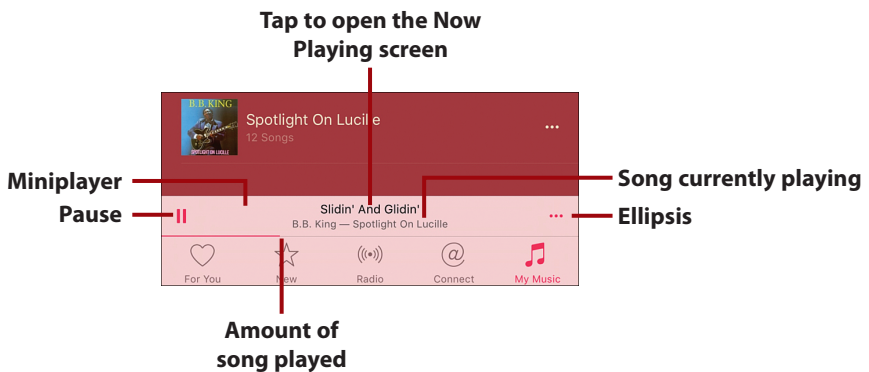 Tap to open the Now
Playing screen
B.B. KING
SPOTLIGHT ON LUCILLE
Spotlight On Lucille
12 Songs
Miniplayer
Song currently playing
Pause
Slidin' And Glidin'
B.B. King — Spotlight On Lucille
Ellipsis
For You
New
Radio
Connect
My Music
Amount of
song played